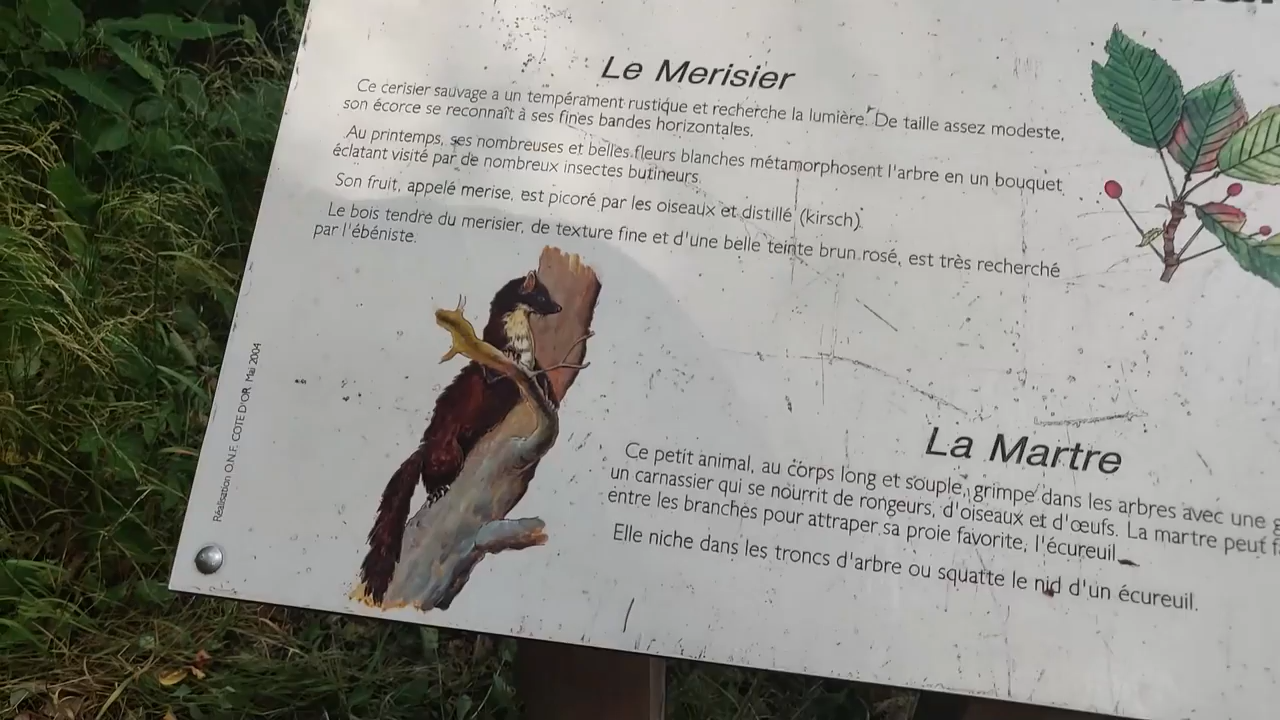 Le Merisier
Ce cerisier sauvage a un tempérament rustique et recherche la lumière. De taille assez modeste,
son écorce se reconnaît à ses fines bandes horizontales.
Au printemps, ses nombreuses et belles fleurs blanches métamorphosent l'arbre en un bouquet
éclatant visité par de nombreux insectes butineurs.
Son fruit, appelé merise, est picoré par les oiseaux et distillé (kirsch).
Le bois tendre du merisier, de texture fine et d'une belle teinte brun rosé, est très recherché
par l'ébéniste.
La Martre
Ce petit animal, au corps long et souple, grimpe dans les arbres avec une
un carnassier qui se nourrit de rongeurs, d'oiseaux et d'œufs. La martre peut
entre les branches pour attraper sa proie favorite, l'écureuil.
Elle niche dans les troncs d'arbre ou squatte le nid d'un écureuil.
Réalisation O.N.F. COTE D'OR Mai 2004